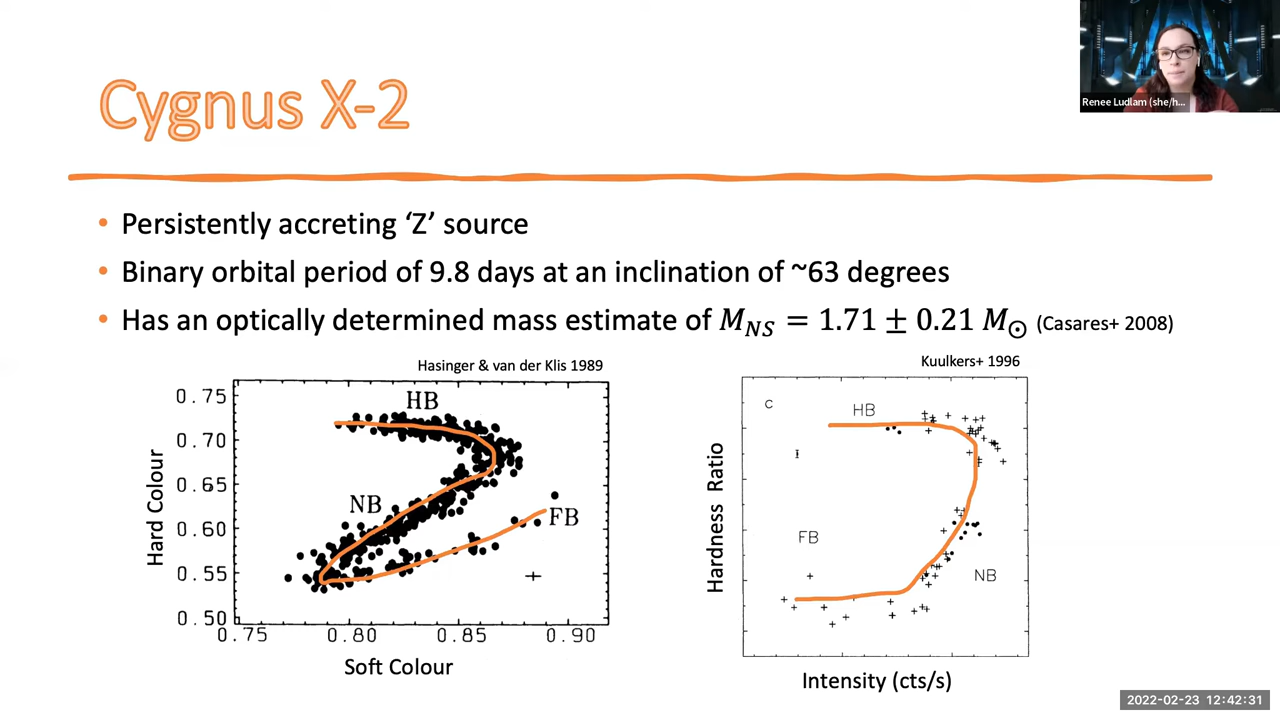 Renee Ludlam (she/h...
Cygnus X-2
• Persistently accreting ‘Z’ source
• Binary orbital period of 9.8 days at an inclination of ~63 degrees
• Has an optically determined mass estimate of M_NS = 1.71 ± 0.21 M_⊙ (Casares+ 2008)
Hasinger & van der Klis 1989
Kuulkers+ 1996
Hard Colour
0.75
0.70
0.65
0.60
0.55
0.50
HB
NB
FB
0.75 0.80 0.85 0.90
Soft Colour
Hardness Ratio
c
HB
FB
NB
Intensity (cts/s)
2022-02-23 12:42:31